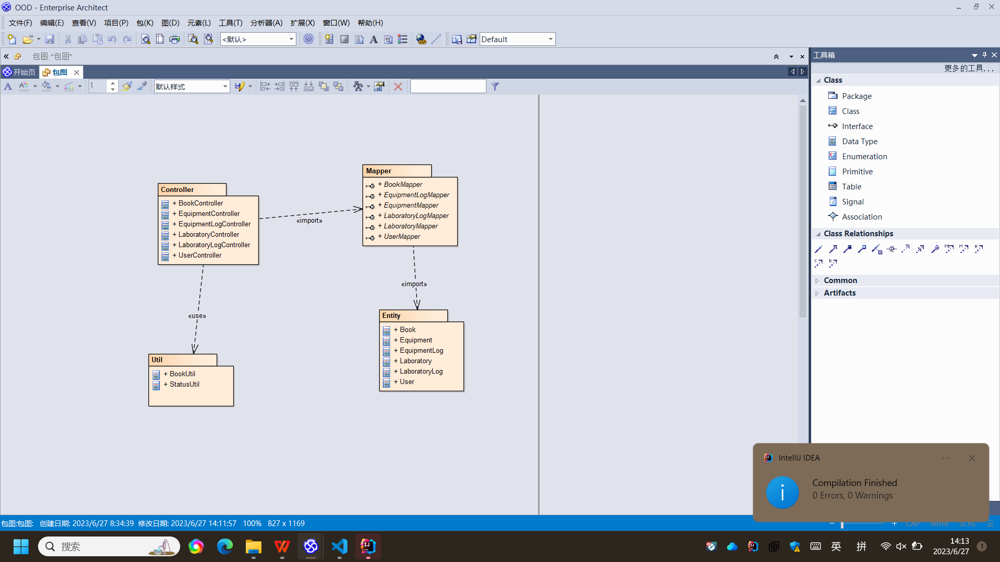 OOD - Enterprise Architect
文件(F) 编辑(E) 查看(V) 项目(P) 包(K) 图(D) 元素(L) 工具(T) 分析器(A) 扩展(X) 窗口(W) 帮助(H)
<默认>
Default
包图: "包图"
开始页
包图
1
默认样式
Controller
+ BookController
+ EquipmentController
+ EquipmentLogController
+ LaboratoryController
+ LaboratoryLogController
+ UserController
«import»
Mapper
+ BookMapper
+ EquipmentLogMapper
+ EquipmentMapper
+ LaboratoryLogMapper
+ LaboratoryMapper
+ UserMapper
«import»
«use»
Entity
+ Book
+ Equipment
+ EquipmentLog
+ Laboratory
+ LaboratoryLog
+ User
Util
+ BookUtil
+ StatusUtil
工具箱
更多的工具...
Class
Package
Class
Interface
Data Type
Enumeration
Primitive
Table
Signal
Association
Class Relationships
Common
Artifacts
IntelliJ IDEA
Compilation Finished
0 Errors, 0 Warnings
包图:包图: 创建日期: 2023/6/27 8:34:39 修改日期: 2023/6/27 14:11:57 100% 827 x 1169
CAP NUM SCRL 云
搜索
英 拼
14:13
2023/6/27
1